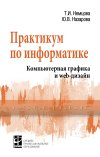 Т.И. Немцова
Ю.В. Назарова
Практикум по информатике
Компьютерная графика
и web-дизайн